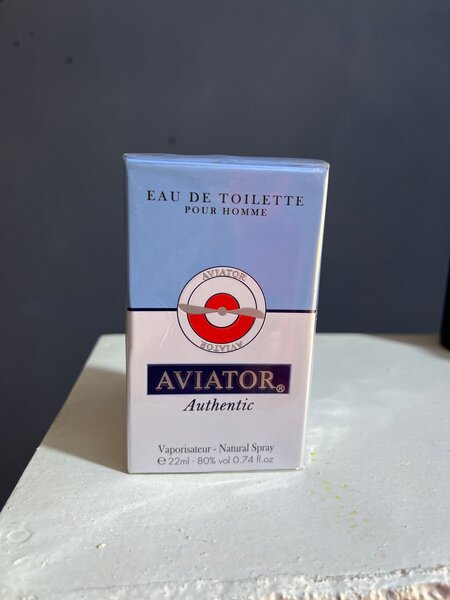 EAU DE TOILETTE
POUR HOMME
AVIATOR
AVIATOR
AVIATOR®
Authentic
Vaporisateur - Natural Spray
℮ 22ml - 80% vol 0.74 fl.oz